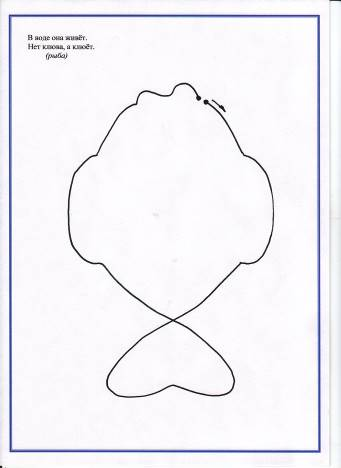 В воде она живёт.
Нет клюва, а клюёт.
(рыба)